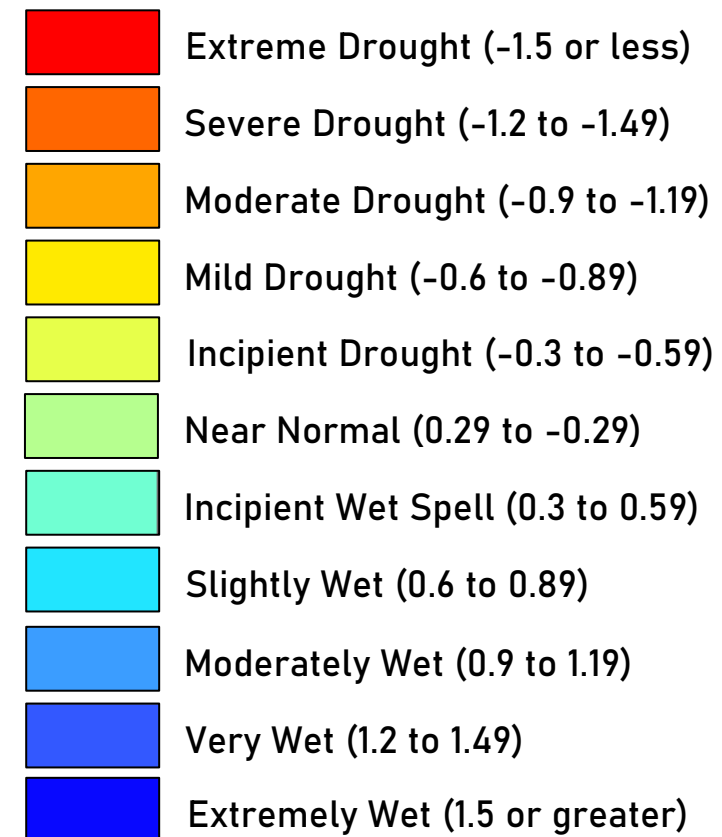 Extreme Drought (-1.5 or less)
Severe Drought (-1.2 to -1.49)
Moderate Drought (-0.9 to -1.19)
Mild Drought (-0.6 to -0.89)
Incipient Drought (-0.3 to -0.59)
Near Normal (0.29 to -0.29)
Incipient Wet Spell (0.3 to 0.59)
Slightly Wet (0.6 to 0.89)
Moderately Wet (0.9 to 1.19)
Very Wet (1.2 to 1.49)
Extremely Wet (1.5 or greater)